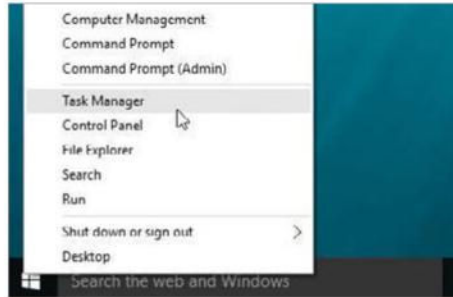 Computer Management
Command Prompt
Command Prompt (Admin)
Task Manager
Control Panel
File Explorer
Search
Run
Shut down or sign out
Desktop
Search the web and Windows